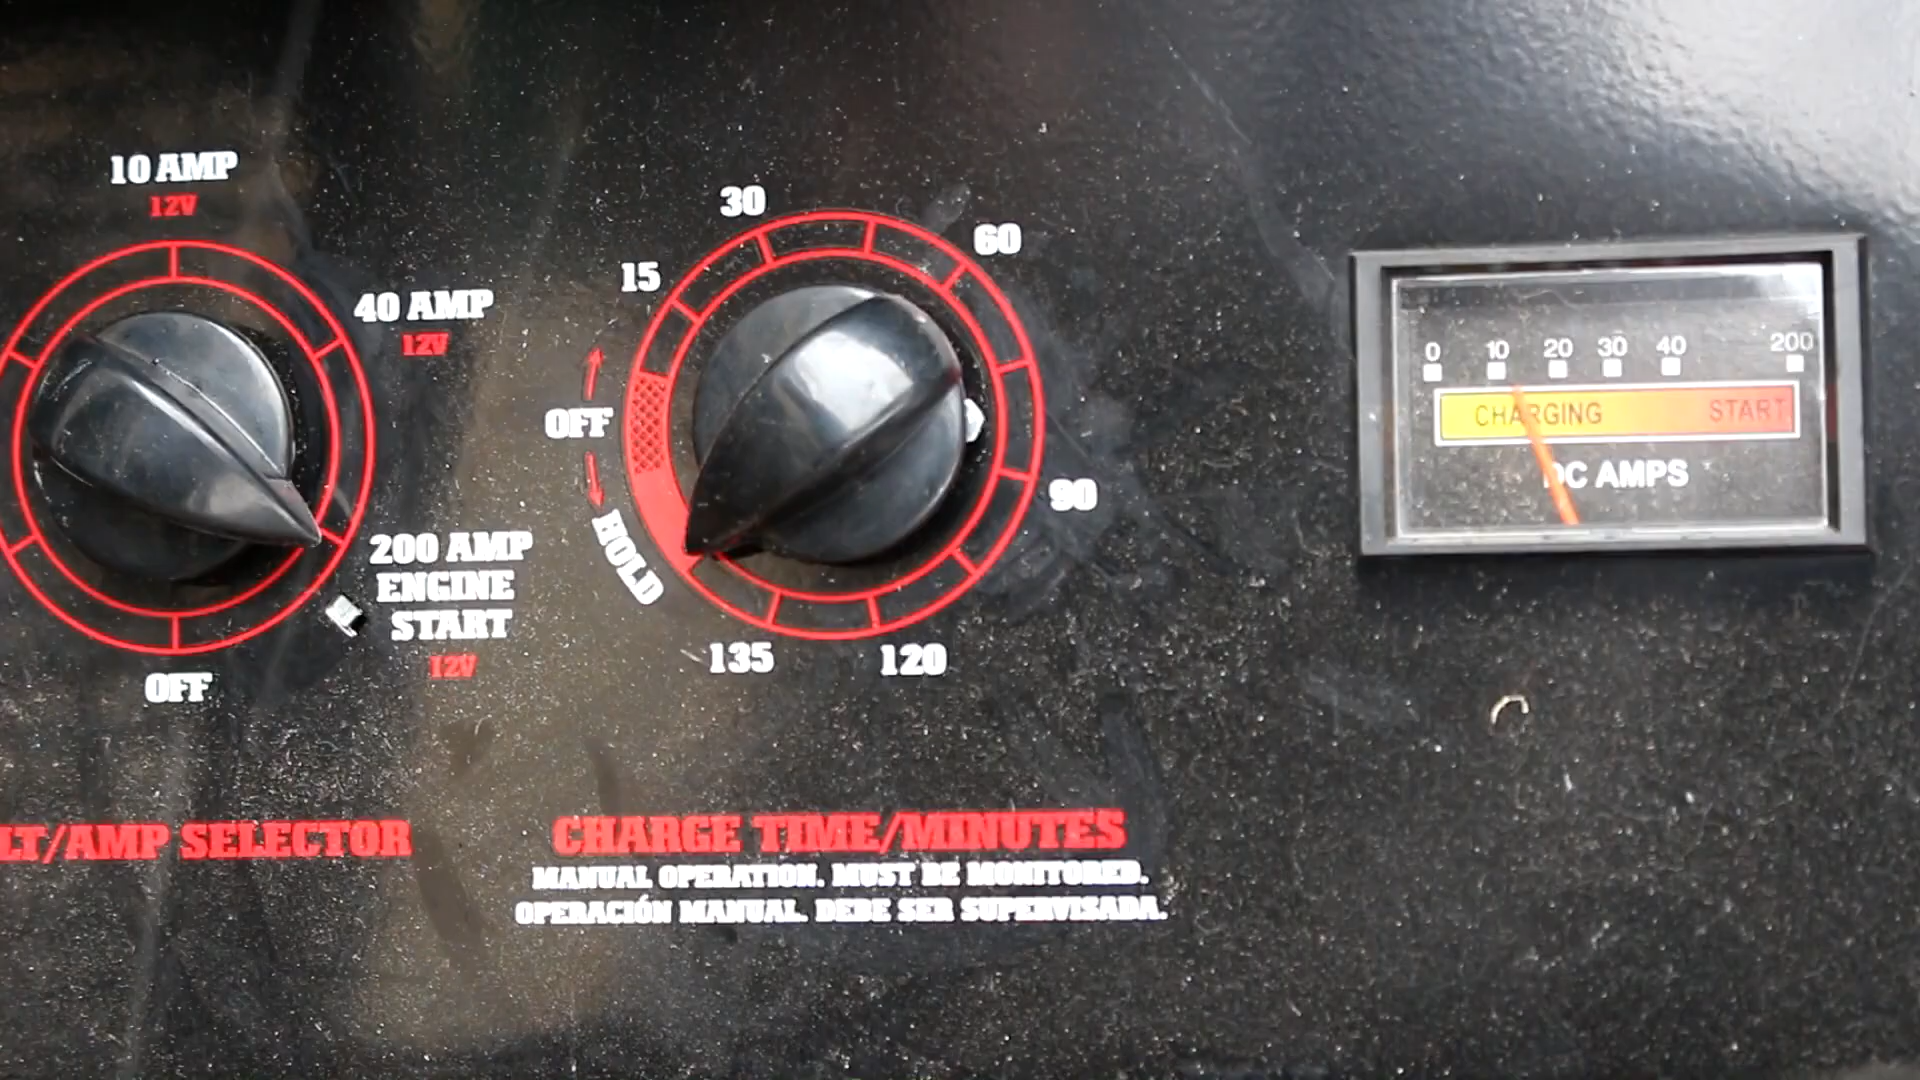 10 AMP
12V
40 AMP
12V
200 AMP
ENGINE
START
12V
OFF
LT/AMP SELECTOR
30
60
15
OFF
HOLD
90
135
120
CHARGE TIME/MINUTES
MANUAL OPERATION. MUST BE MONITORED.
OPERACIÓN MANUAL. DEBE SER SUPERVISADA.
0 10 20 30 40 200
CHARGING START
DC AMPS